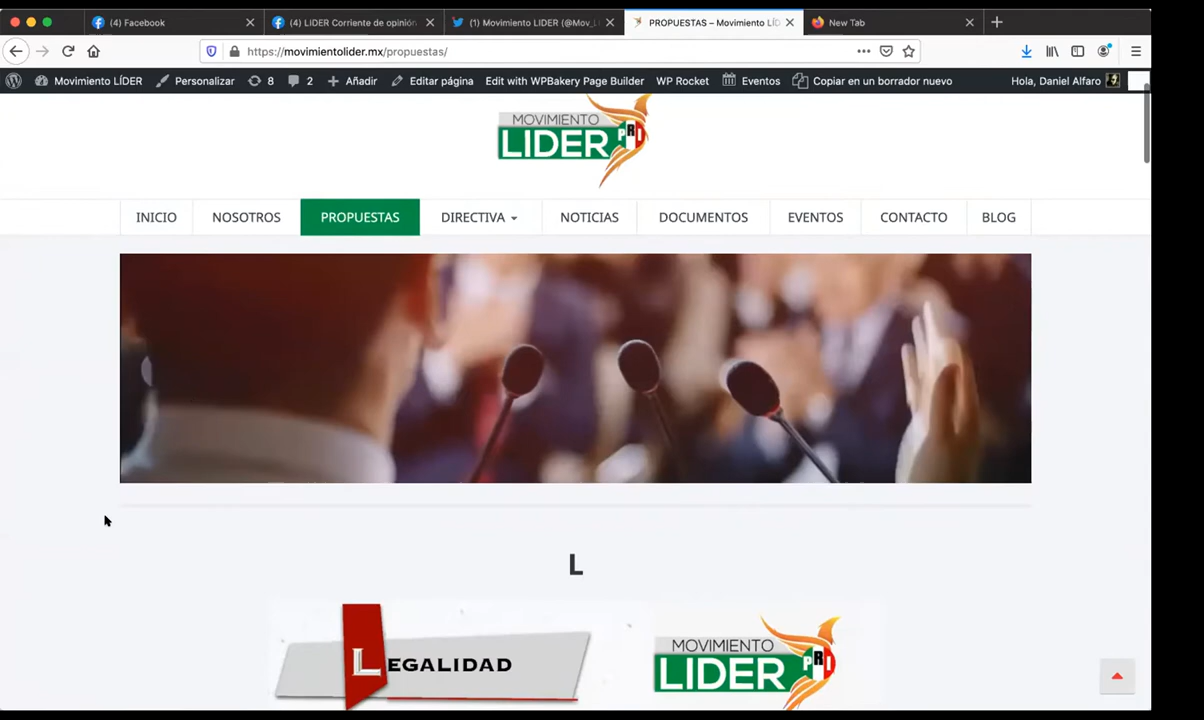 (4) Facebook
(4) LIDER Corriente de opinión
(1) Movimiento LIDER (@Mov_
PROPUESTAS – Movimiento LÍD
New Tab
https://movimientolider.mx/propuestas/
Movimiento LÍDER
Personalizar
8
2
Añadir
Editar página
Edit with WPBakery Page Builder
WP Rocket
Eventos
Copiar en un borrador nuevo
Hola, Daniel Alfaro
MOVIMIENTO
LIDER PRI
INICIO
NOSOTROS
PROPUESTAS
DIRECTIVA
NOTICIAS
DOCUMENTOS
EVENTOS
CONTACTO
BLOG
L
LEGALIDAD
MOVIMIENTO
LIDER PRI